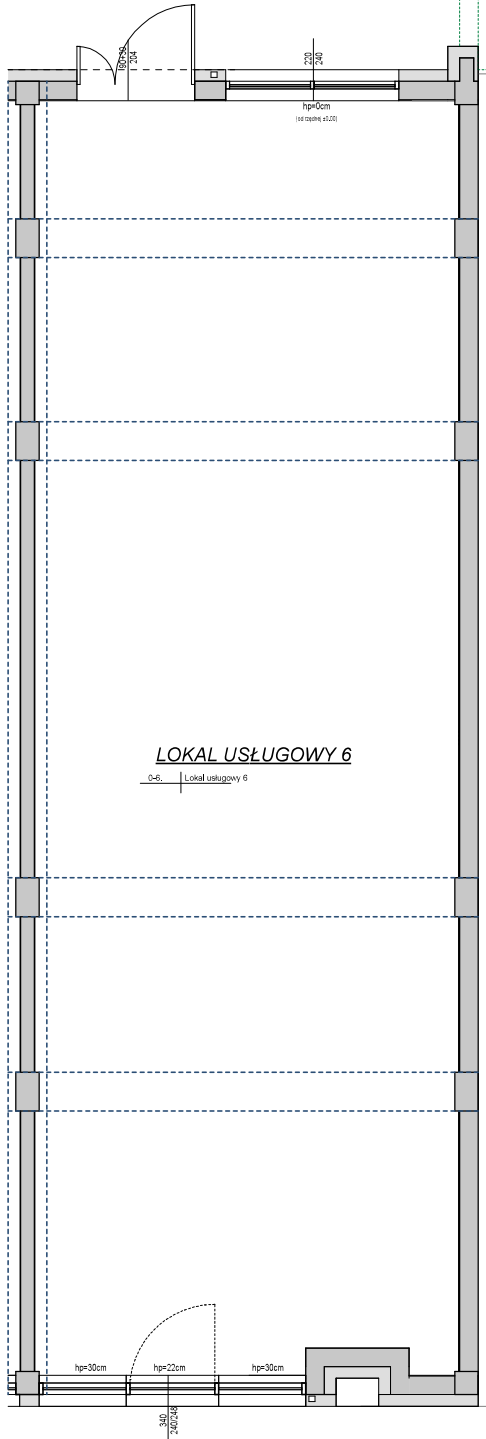 90+30
204
220
240
hp=0cm
(od rzędnej ±0.00)
LOKAL USŁUGOWY 6
0-6. Lokal usługowy 6
hp=30cm hp=22cm hp=30cm
340
240/248